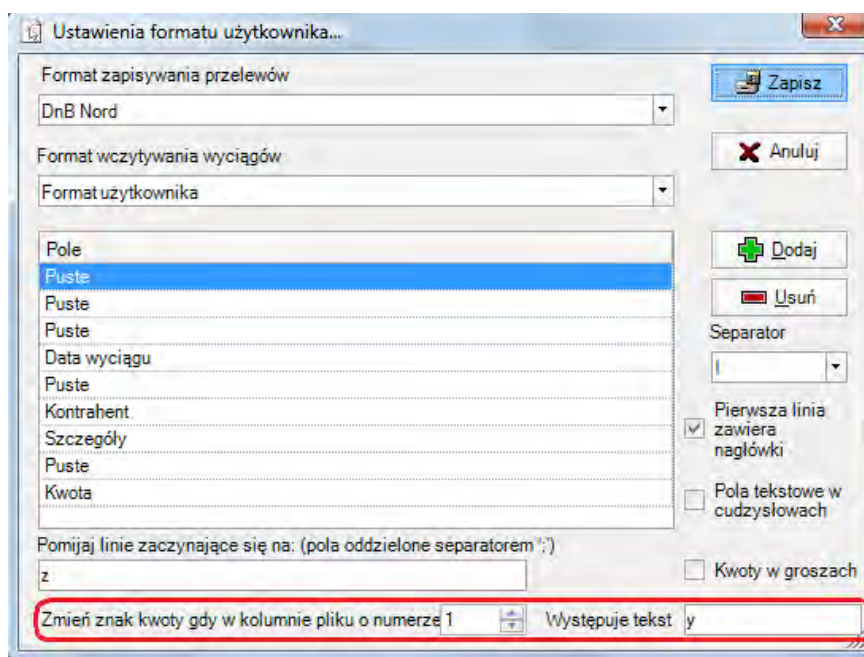 Ustawienia formatu użytkownika...
Format zapisywania przelewów
DnB Nord
Zapisz
Format wczytywania wyciągów
Anuluj
Format użytkownika
Pole
Puste
Puste
Puste
Data wyciągu
Puste
Kontrahent
Szczegóły
Puste
Kwota
Dodaj
Usuń
Separator
|
Pierwsza linia
zawiera
nagłówki
Pola tekstowe w
cudzysłowach
Pomijaj linie zaczynające się na: (pola oddzielone separatorem ';')
z
Kwoty w groszach
Zmień znak kwoty gdy w kolumnie pliku o numerze 1 Występuje tekst y